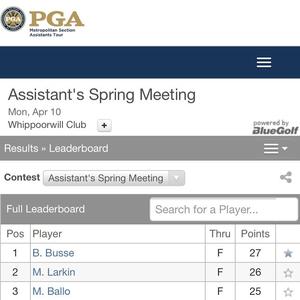 PGA
Metropolitan Section
Assistants Tour
Assistant's Spring Meeting
Mon, Apr 10
Whippoorwill Club +
powered by
BlueGolf
Results » Leaderboard
Contest Assistant's Spring Meeting
Full Leaderboard Search for a Player...
Pos Player Thru Points
1 B. Busse F 27
2 M. Larkin F 26
3 M. Ballo F 25